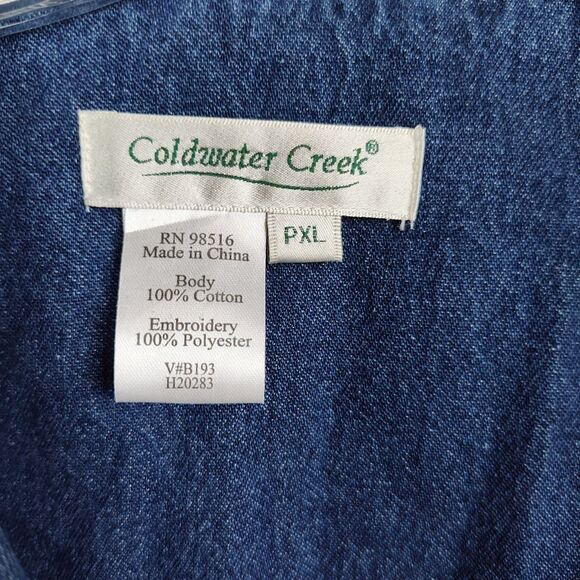 Coldwater Creek®
PXL
RN 98516
Made in China
Body
100% Cotton
Embroidery
100% Polyester
V#B193
H20283